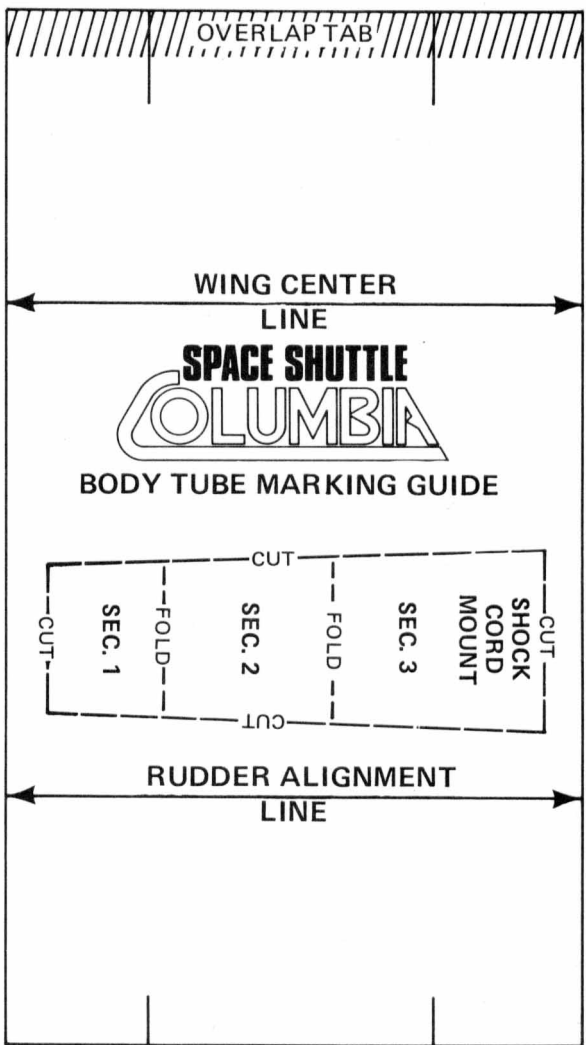 OVERLAP TAB
WING CENTER
LINE
SPACE SHUTTLE
COLUMBIA
BODY TUBE MARKING GUIDE
CUT
CUT
SEC. 1
FOLD
SEC. 2
FOLD
SEC. 3
SHOCK
CORD
MOUNT
CUT
CUT
RUDDER ALIGNMENT
LINE